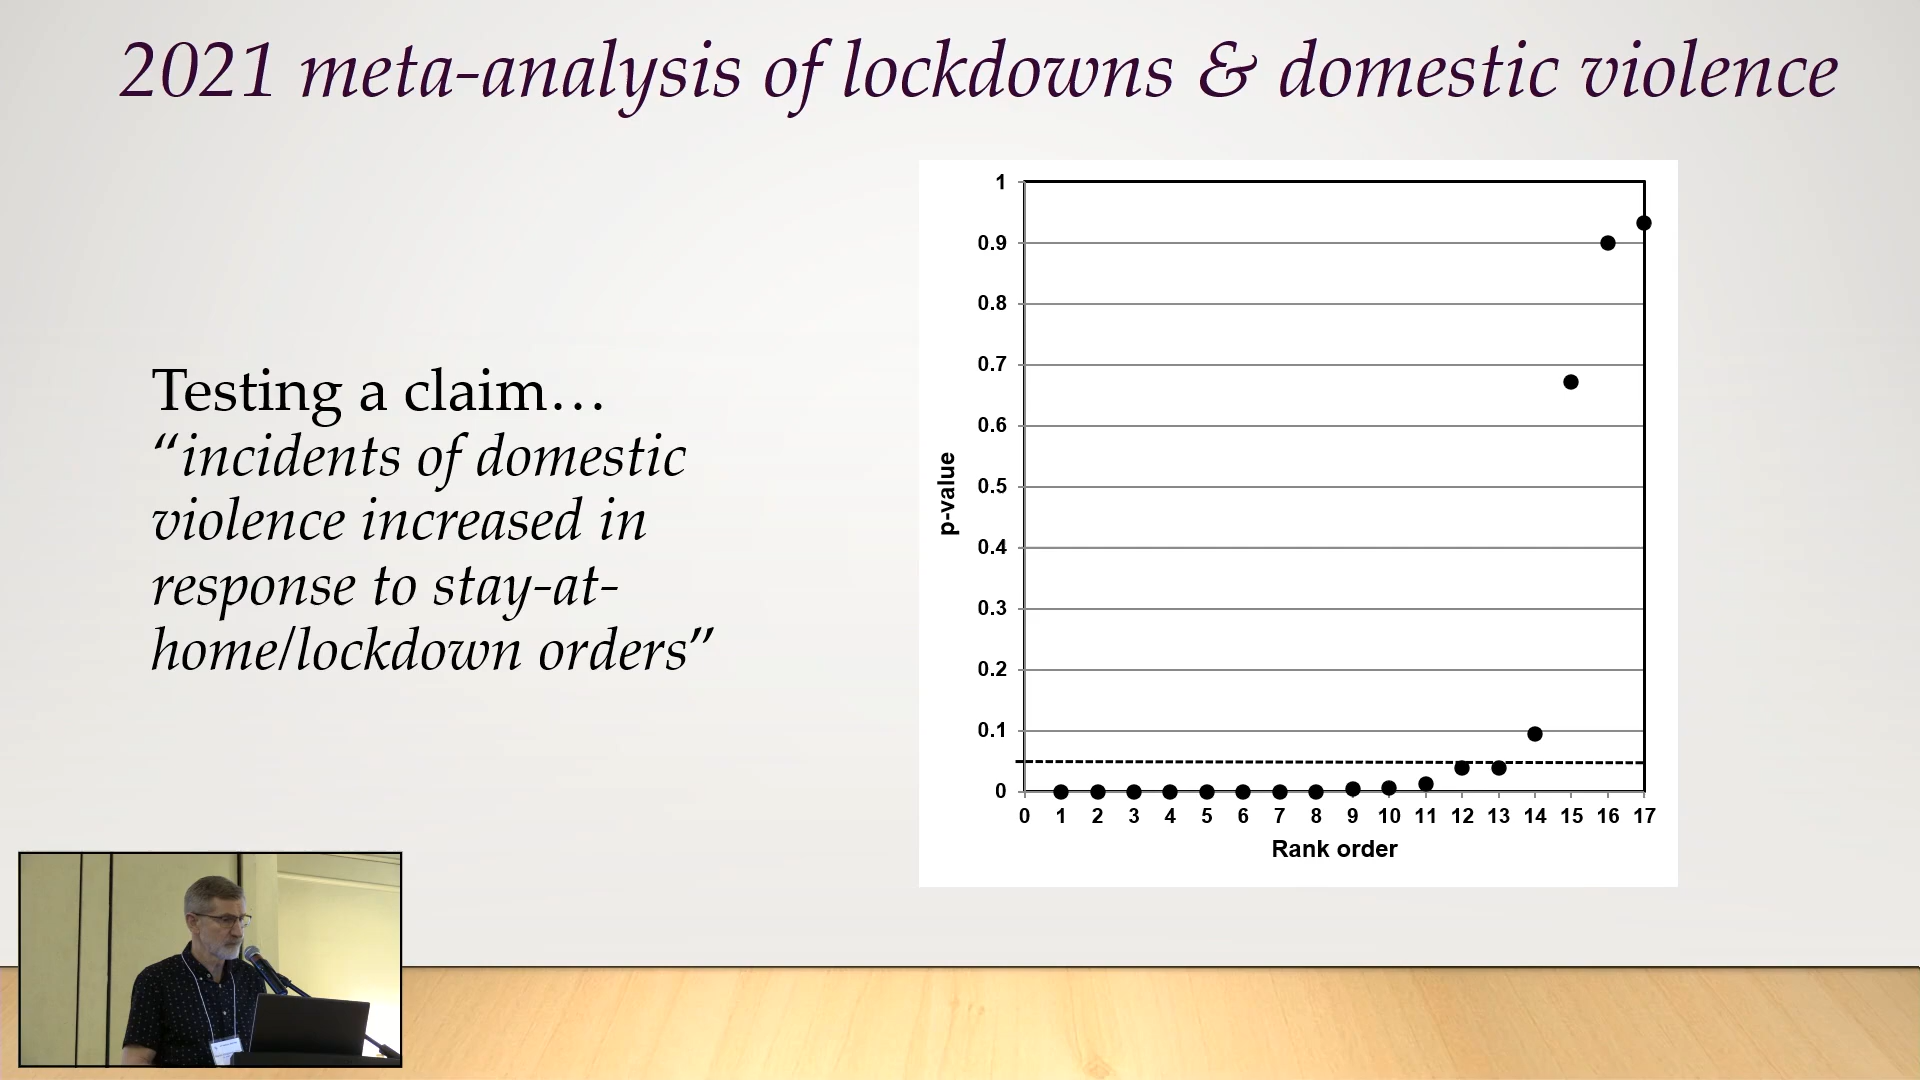 2021 meta-analysis of lockdowns & domestic violence
Testing a claim…
“incidents of domestic
violence increased in
response to stay-at-
home/lockdown orders”
1
0.9
0.8
0.7
0.6
0.5
0.4
0.3
0.2
0.1
0
p-value
0 1 2 3 4 5 6 7 8 9 10 11 12 13 14 15 16 17
Rank order